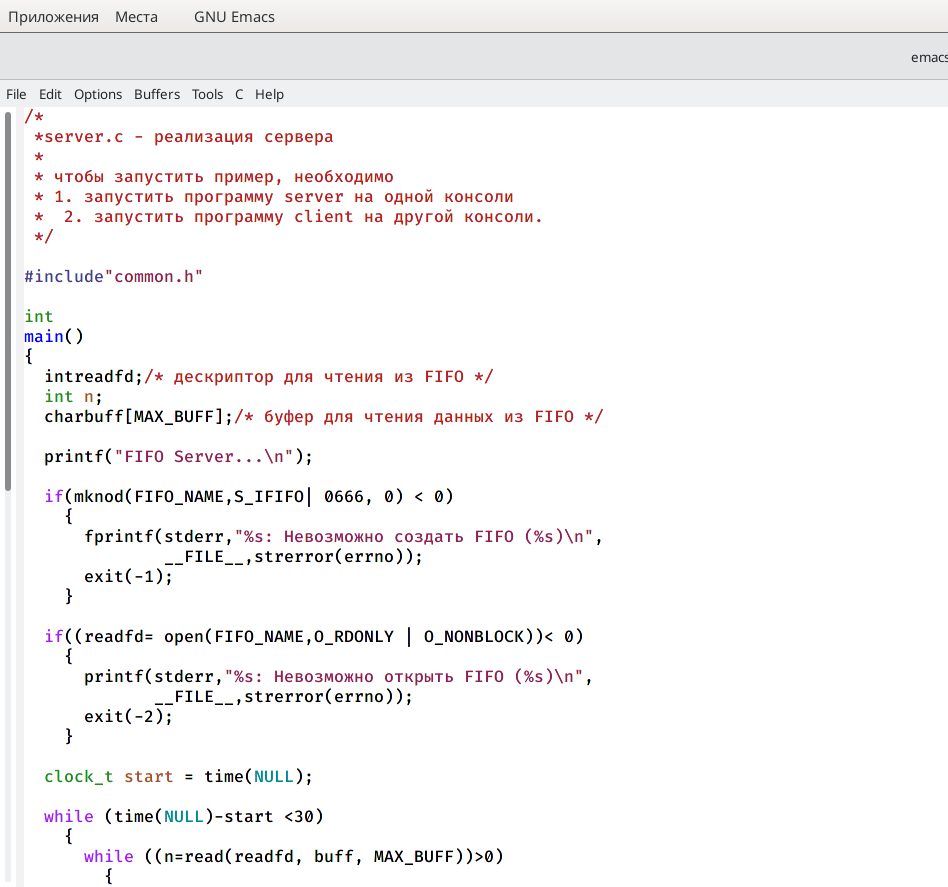 Приложения Места GNU Emacs
emacs
File Edit Options Buffers Tools C Help
/*
 *server.c - реализация сервера
 *
 * чтобы запустить пример, необходимо
 * 1. запустить программу server на одной консоли
 *  2. запустить программу client на другой консоли.
 */

#include"common.h"

int
main()
{
  intreadfd;/* дескриптор для чтения из FIFO */
  int n;
  charbuff[MAX_BUFF];/* буфер для чтения данных из FIFO */

  printf("FIFO Server...\n");

  if(mknod(FIFO_NAME,S_IFIFO| 0666, 0) < 0)
    {
      fprintf(stderr,"%s: Невозможно создать FIFO (%s)\n",
              __FILE__,strerror(errno));
      exit(-1);
    }

  if((readfd= open(FIFO_NAME,O_RDONLY | O_NONBLOCK))< 0)
    {
      printf(stderr,"%s: Невозможно открыть FIFO (%s)\n",
             __FILE__,strerror(errno));
      exit(-2);
    }

  clock_t start = time(NULL);

  while (time(NULL)-start <30)
    {
      while ((n=read(readfd, buff, MAX_BUFF))>0)
        {